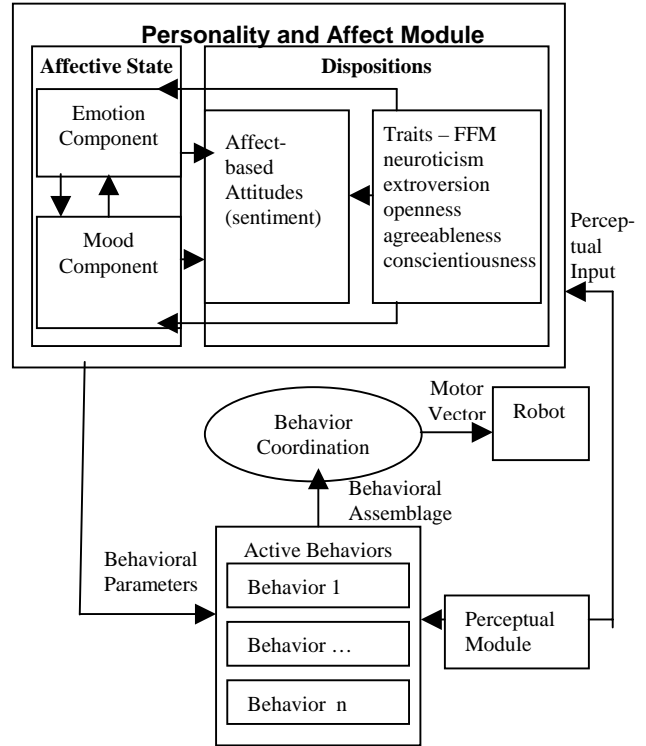 Personality and Affect Module
Affective State
Dispositions
Emotion
Component
Mood
Component
Affect-
based
Attitudes
(sentiment)
Traits – FFM
neuroticism
extroversion
openness
agreeableness
conscientiousness
Percep-
tual
Input
Behavior
Coordination
Motor
Vector
Robot
Behavioral
Assemblage
Behavioral
Parameters
Active Behaviors
Behavior 1
Behavior …
Behavior n
Perceptual
Module